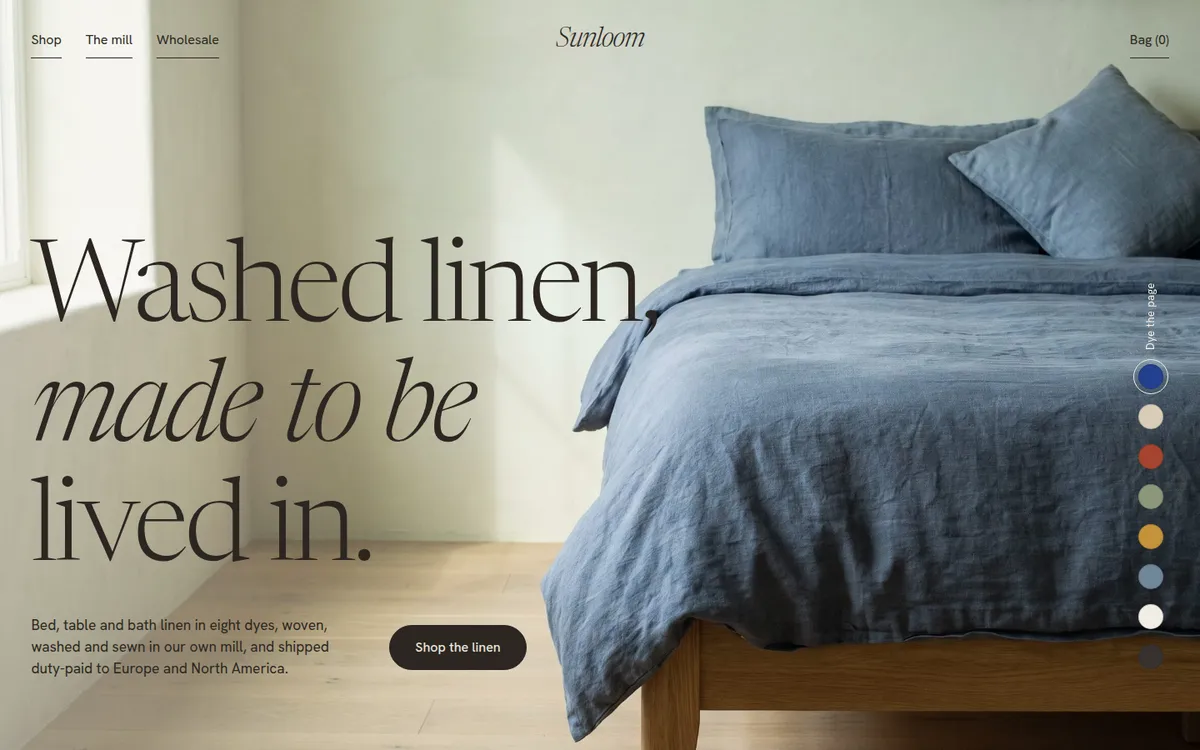 Shop
The mill
Wholesale
Sunloom
Bag (0)
Washed linen,
made to be
lived in.
Bed, table and bath linen in eight dyes, woven,
washed and sewn in our own mill, and shipped
duty-paid to Europe and North America.
Shop the linen
Dye the page